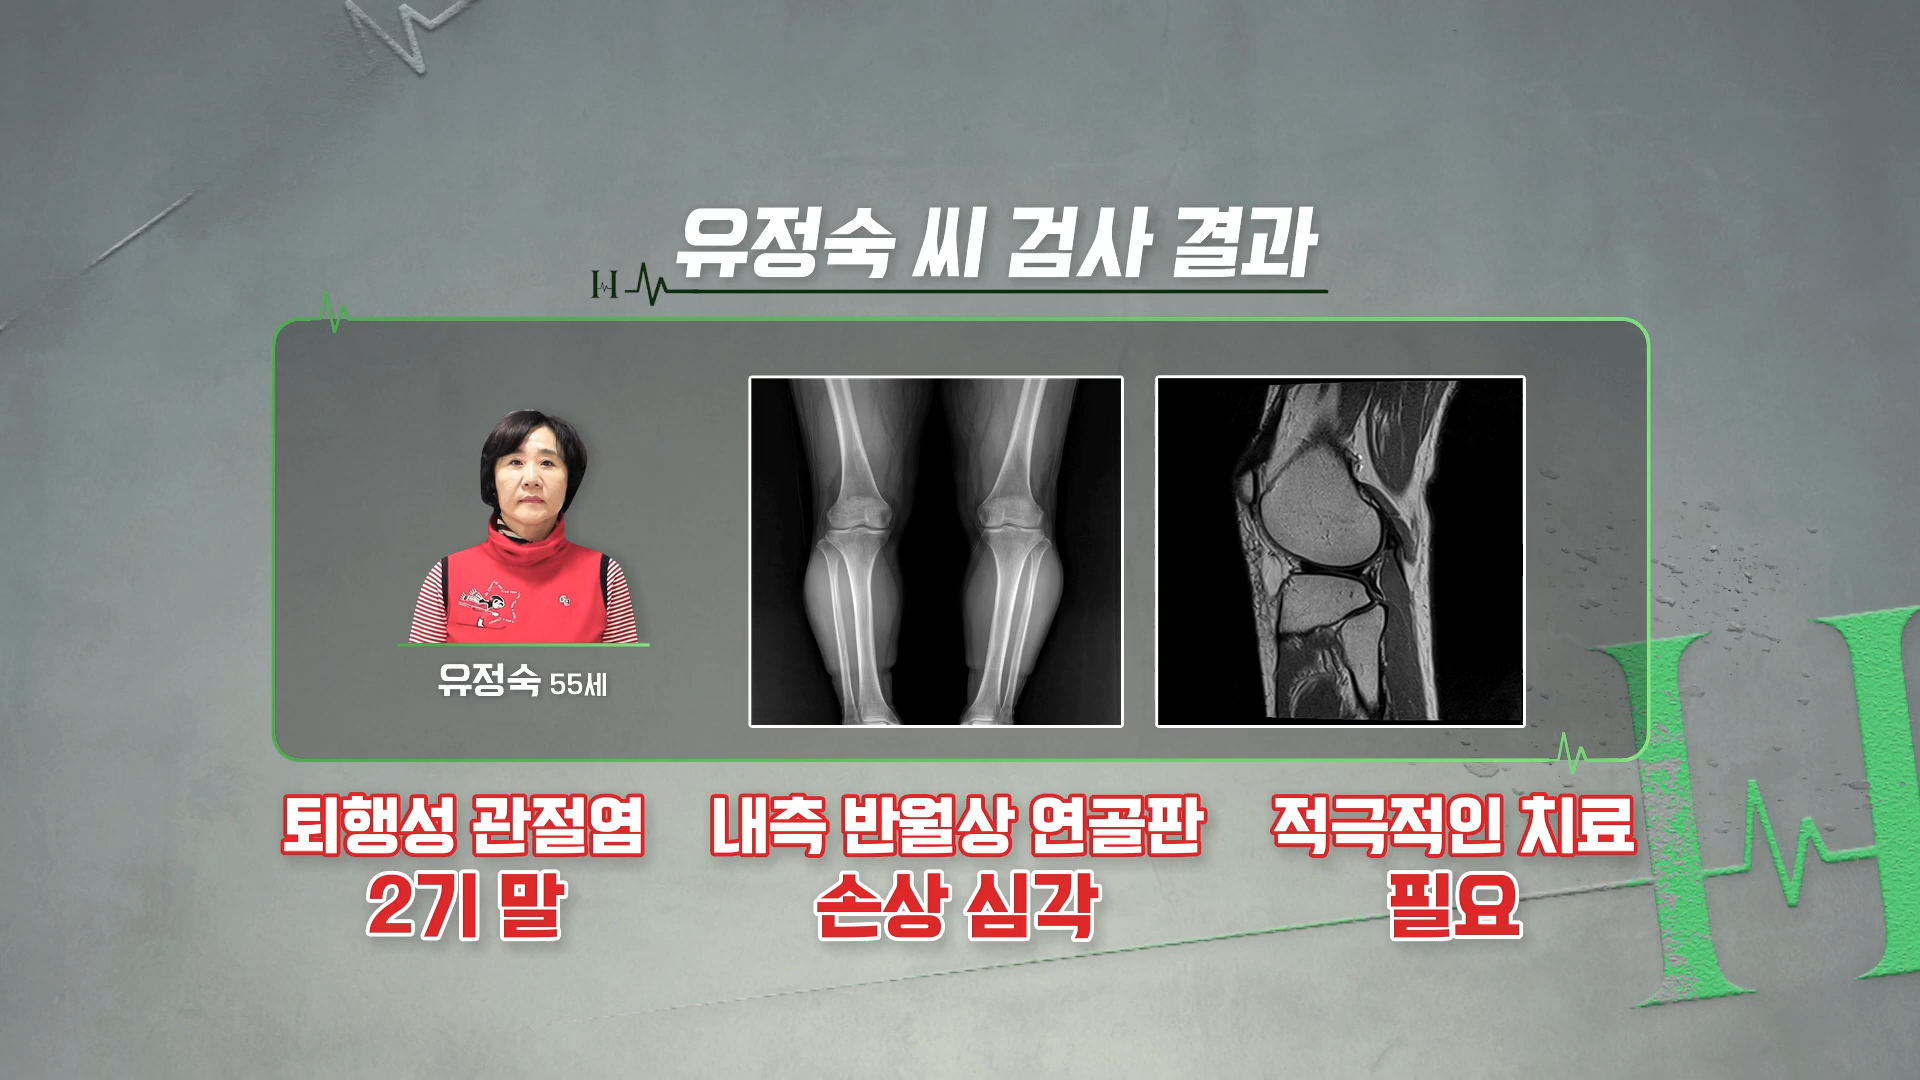 유정숙 씨 검사 결과
유정숙 55세
퇴행성 관절염
2기 말
내측 반월상 연골판
손상 심각
적극적인 치료
필요